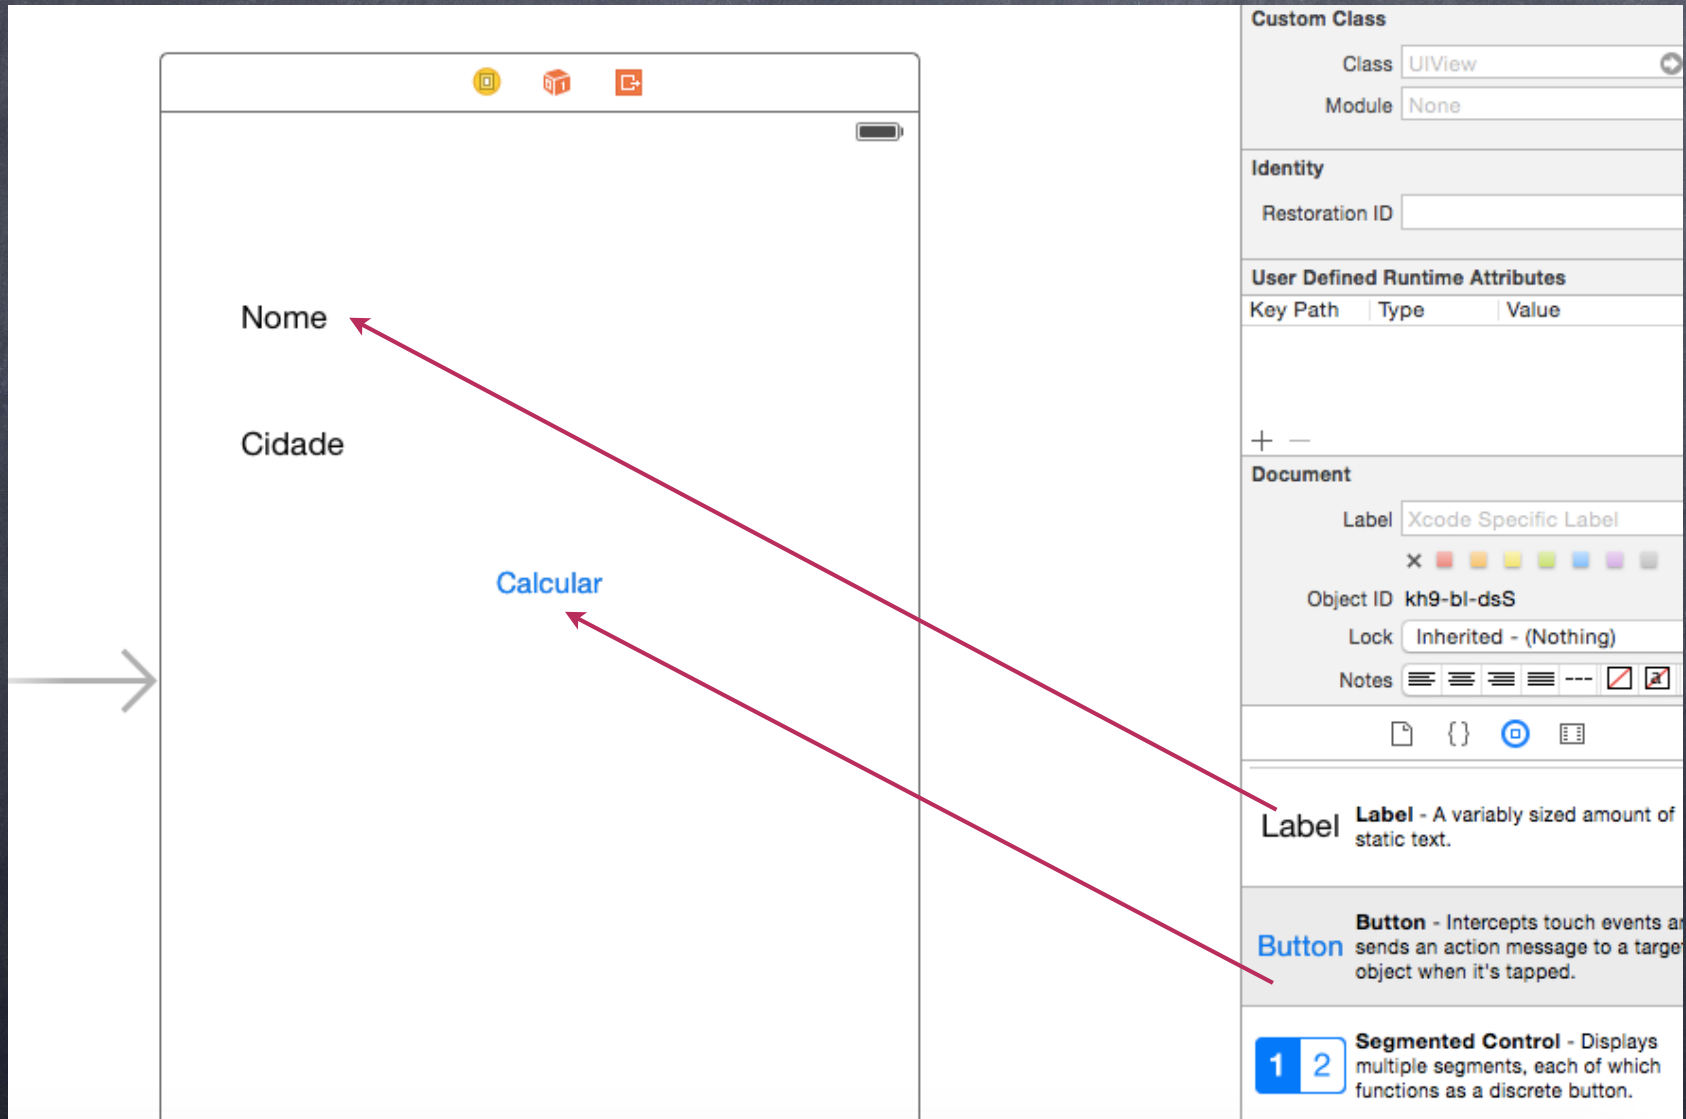 Nome
Cidade
Calcular
Custom Class
Class UIView
Module None
Identity
Restoration ID
User Defined Runtime Attributes
Key Path Type Value
Document
Label Xcode Specific Label
Object ID kh9-bI-dsS
Lock Inherited - (Nothing)
Notes
Label
Label - A variably sized amount of
static text.
Button
Button - Intercepts touch events
sends an action message to a
object when it's tapped.
1 2
Segmented Control - Displays
multiple segments, each of which
functions as a discrete button.